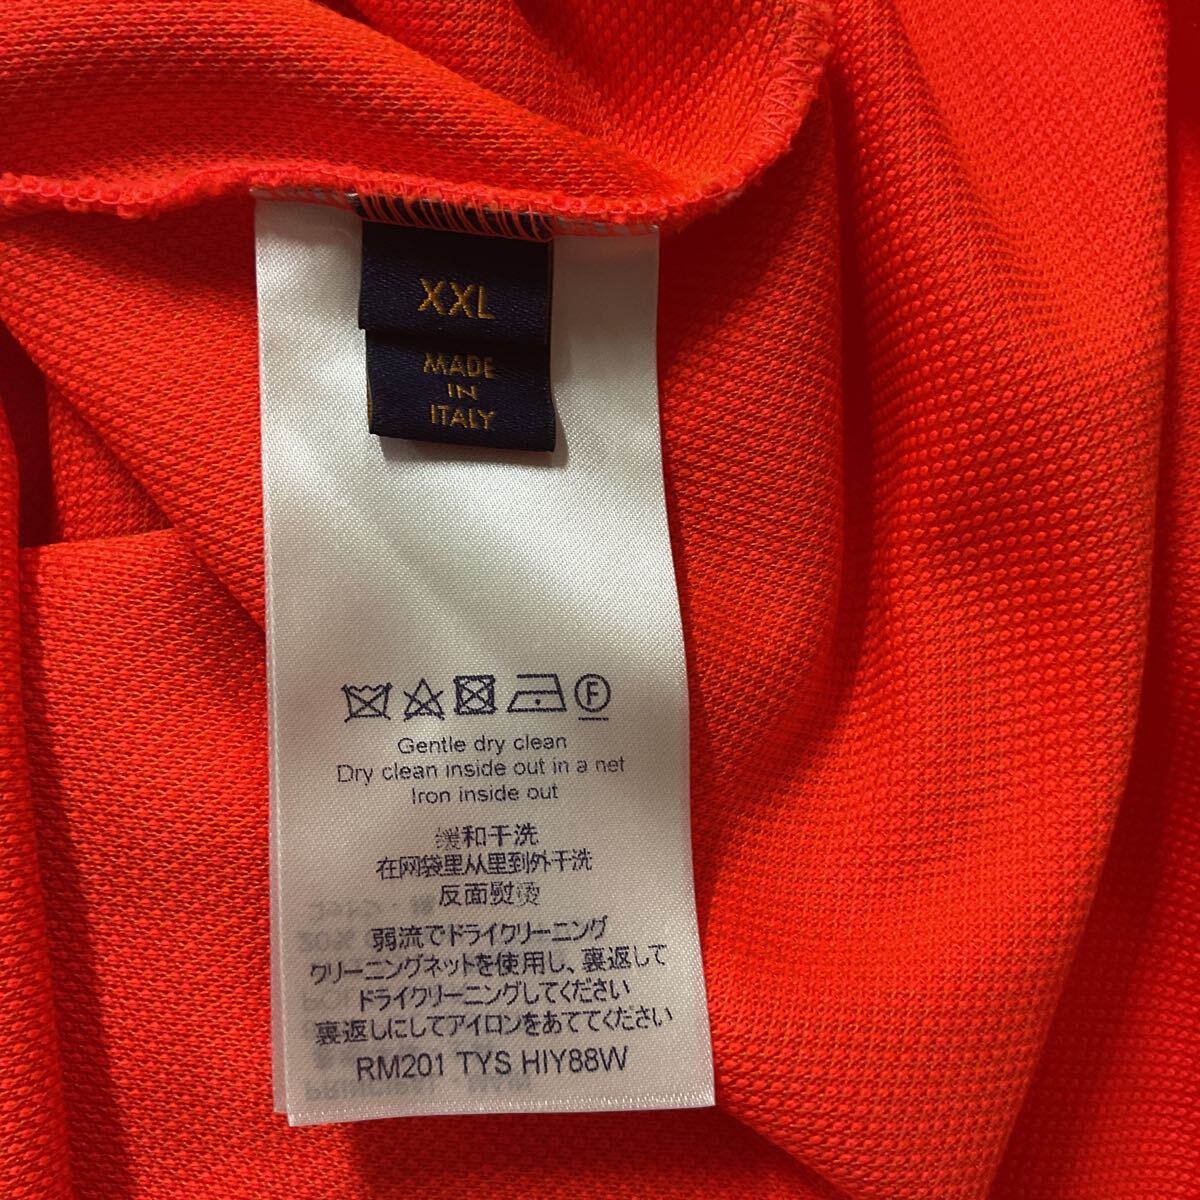 XXL
MADE
IN
ITALY
F
Gentle dry clean
Dry clean inside out in a net
Iron inside out
缓和干洗
在网袋里从里到外干洗
反面熨烫
弱流でドライクリーニング
クリーニングネットを使用し、裏返して
ドライクリーニングしてください
裏返しにしてアイロンをあててください
RM201 TYS HIY88W